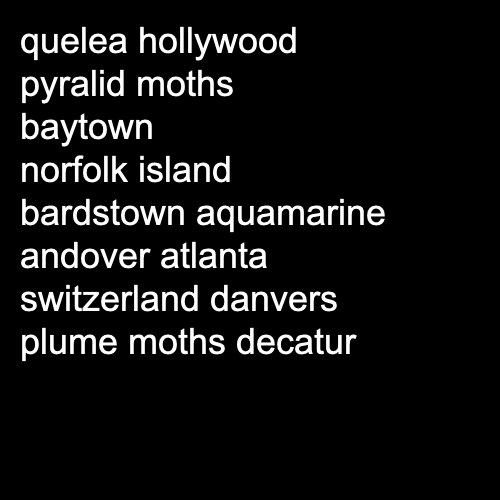 quelea hollywood
pyralid moths
baytown
norfolk island
bardstown aquamarine
andover atlanta
switzerland danvers
plume moths decatur